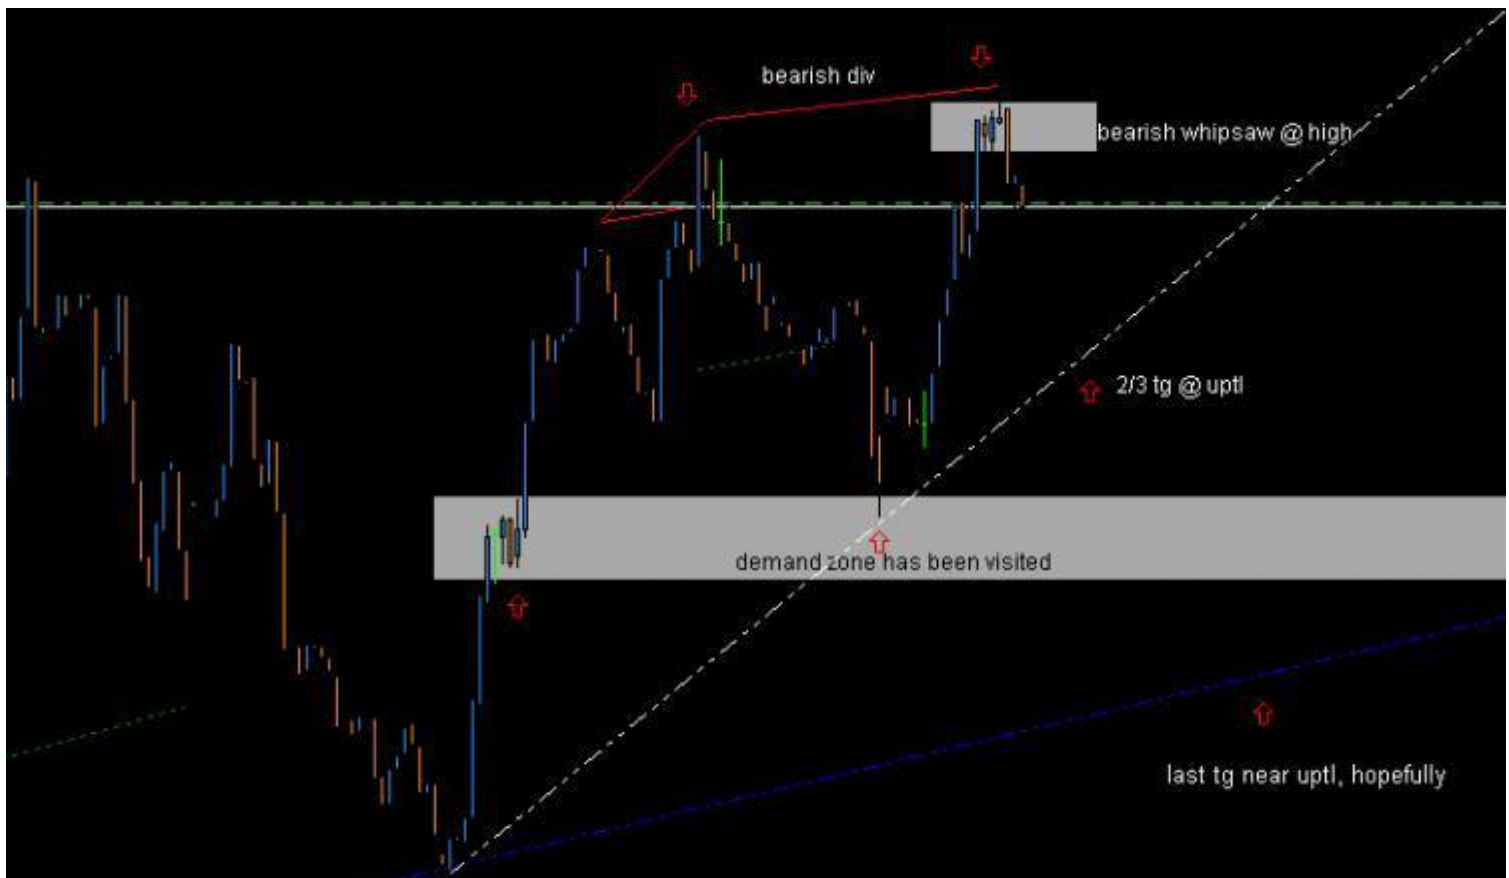 bearish div
bearish whipsaw @ high
2/3 tg @ uptl
demand zone has been visited
last tg near uptl, hopefully